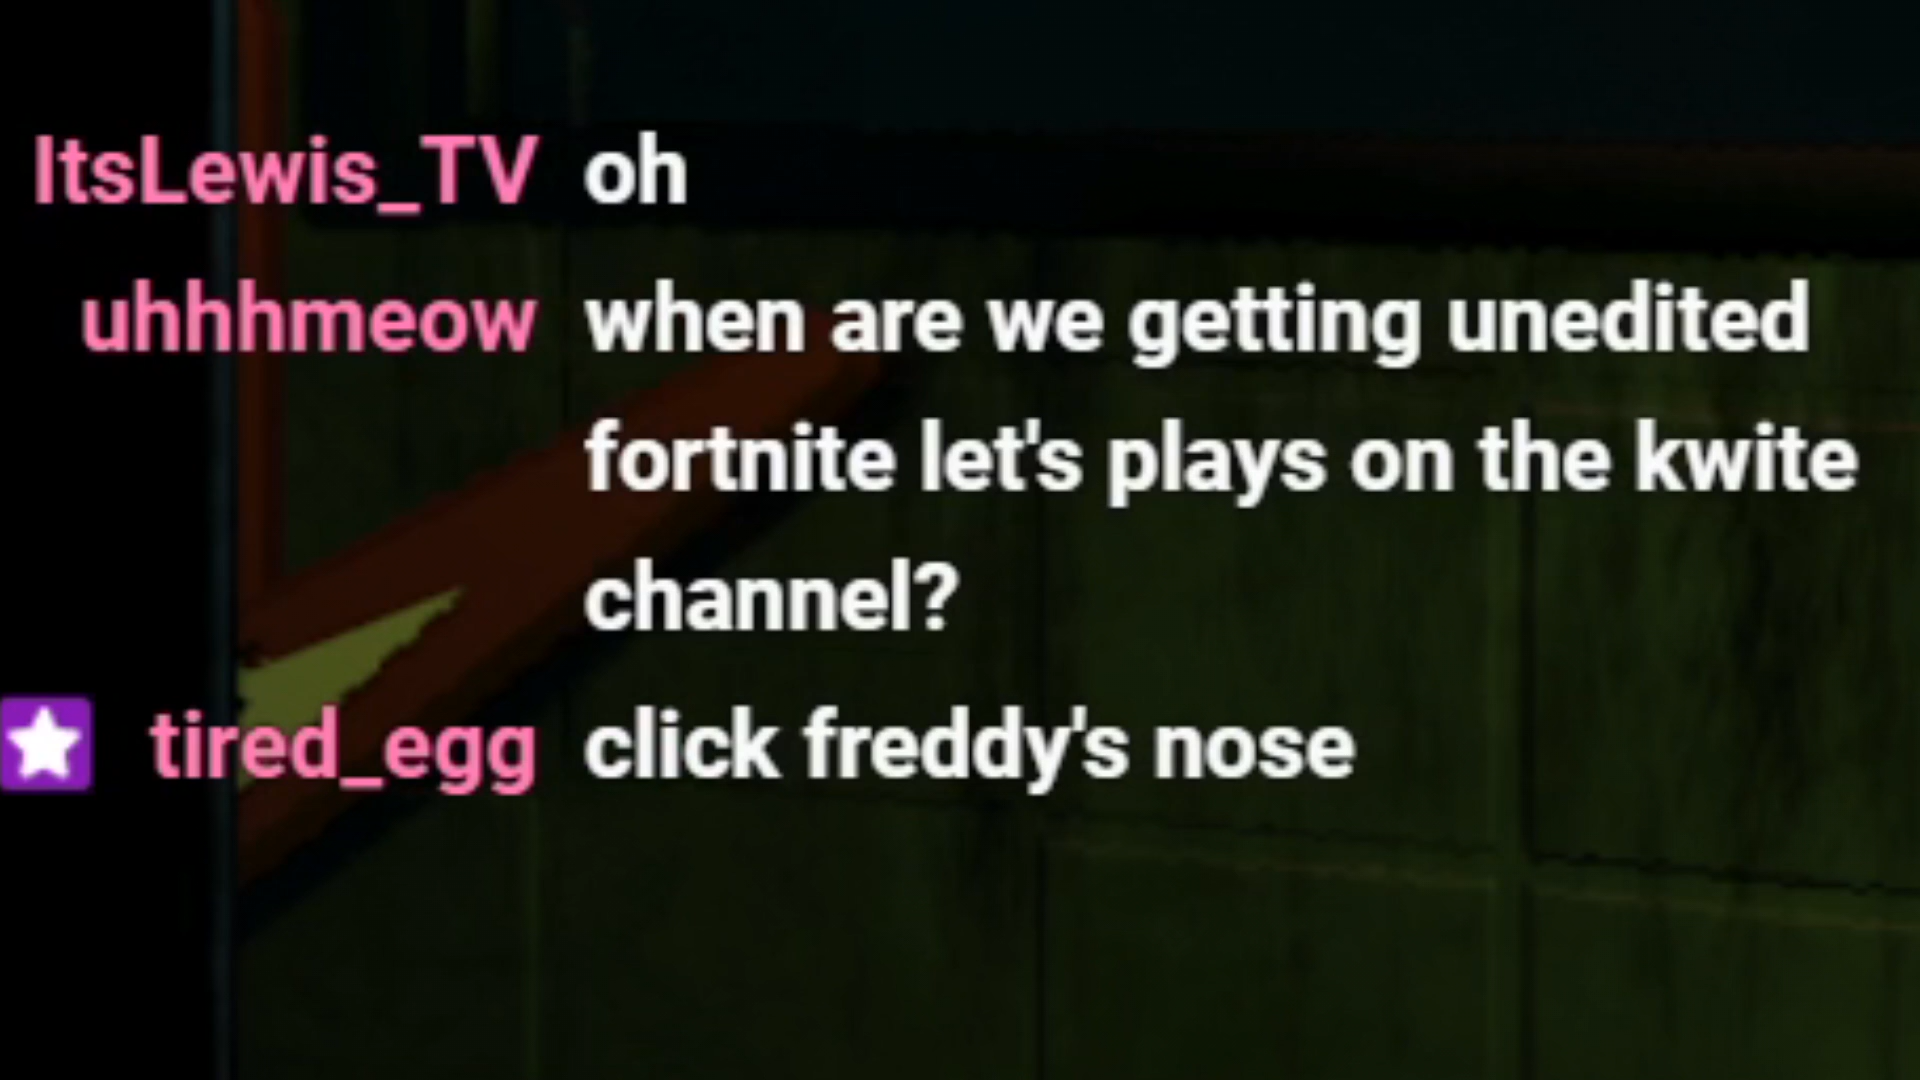 ItsLewis_TV oh
uhhhmeow when are we getting unedited
fortnite let's plays on the kwite
channel?
tired_egg click freddy's nose